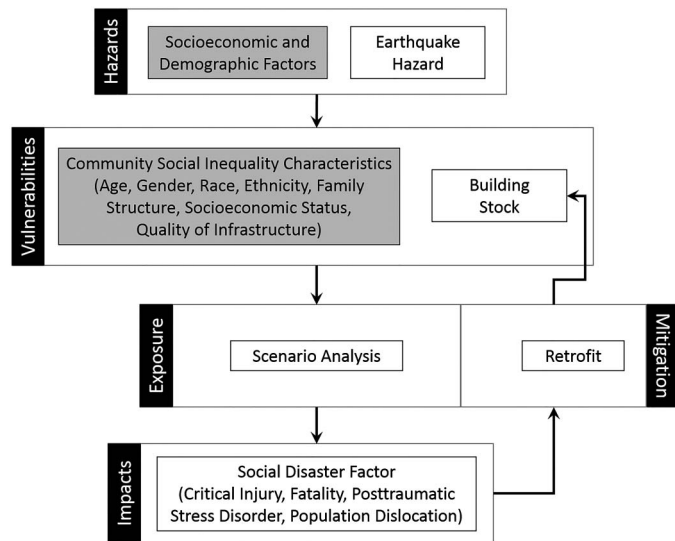 Hazards
Socioeconomic and
Demographic Factors
Earthquake
Hazard
Vulnerabilities
Community Social Inequality Characteristics
(Age, Gender, Race, Ethnicity, Family
Structure, Socioeconomic Status,
Quality of Infrastructure)
Building
Stock
Exposure
Scenario Analysis
Retrofit
Mitigation
Impacts
Social Disaster Factor
(Critical Injury, Fatality, Posttraumatic
Stress Disorder, Population Dislocation)